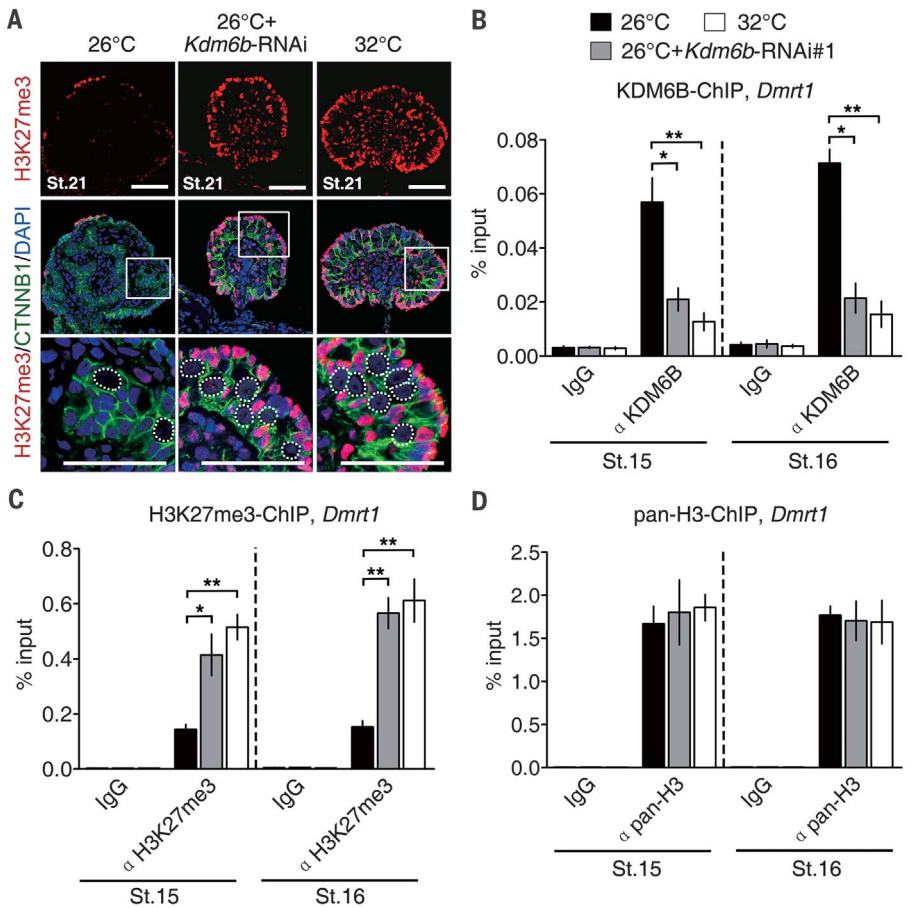 A
26°C
26°C+
Kdm6b-RNAi
32°C
H3K27me3
St.21
St.21
St.21
H3K27me3/CTNNB1/DAPI
B
26°C
32°C
26°C+Kdm6b-RNAi#1
KDM6B-ChIP, Dmrt1
% input
0.08
0.06
0.04
0.02
0.00
**
*
**
*
IgG
α KDM6B
IgG
α KDM6B
St.15
St.16
C
H3K27me3-ChIP, Dmrt1
% input
0.8
0.6
0.4
0.2
0.0
**
*
**
**
IgG
α H3K27me3
IgG
α H3K27me3
St.15
St.16
D
pan-H3-ChIP, Dmrt1
% input
2.5
2.0
1.5
1.0
0.5
0.0
IgG
α pan-H3
IgG
α pan-H3
St.15
St.16